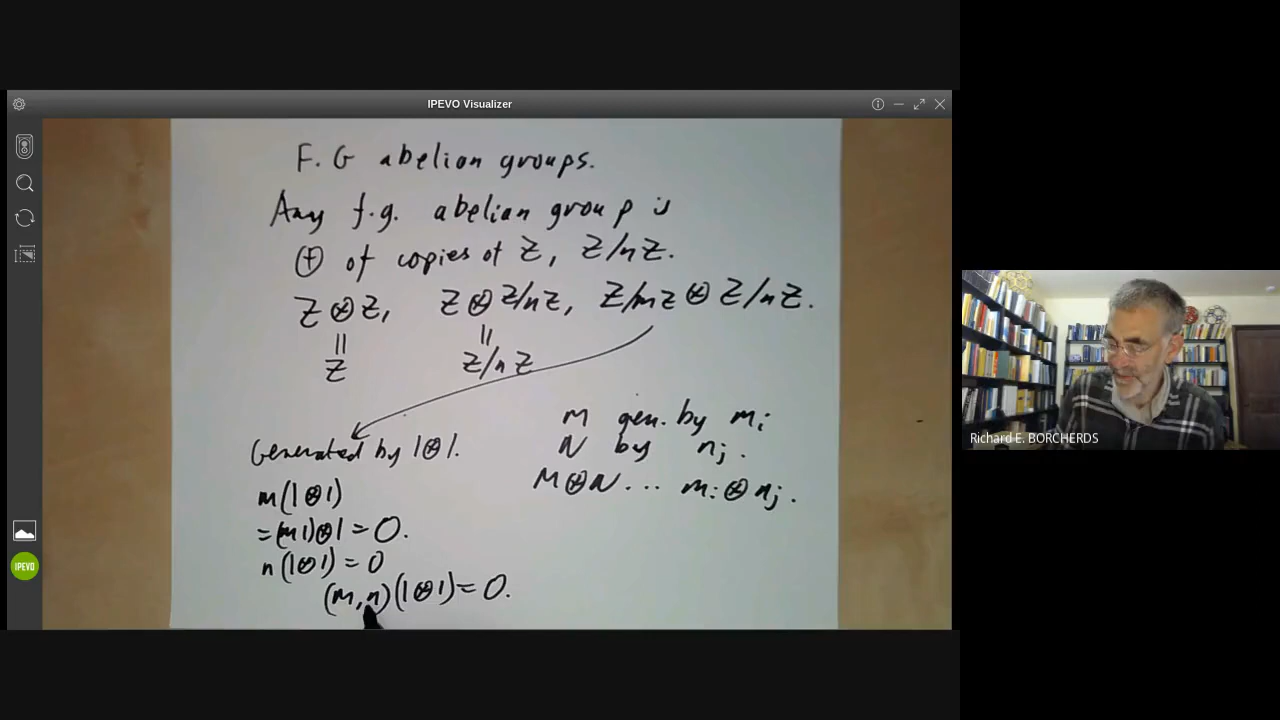 IPEVO Visualizer
F.G abelian groups.
Any f.g. abelian group is
⊕ of copies of Z, Z/nZ.
Z⊗Z, Z⊗Z/nZ, Z/mZ⊗Z/nZ.
= =
Z Z/nZ
M gen. by mi
Generated by 1⊗1. N by nj.
m(1⊗1) M⊗N... mi⊗nj.
=(m1)⊗1=0.
n(1⊗1)=0
(m,n)(1⊗1)=0.
IPEVO
Richard E. BORCHERDS